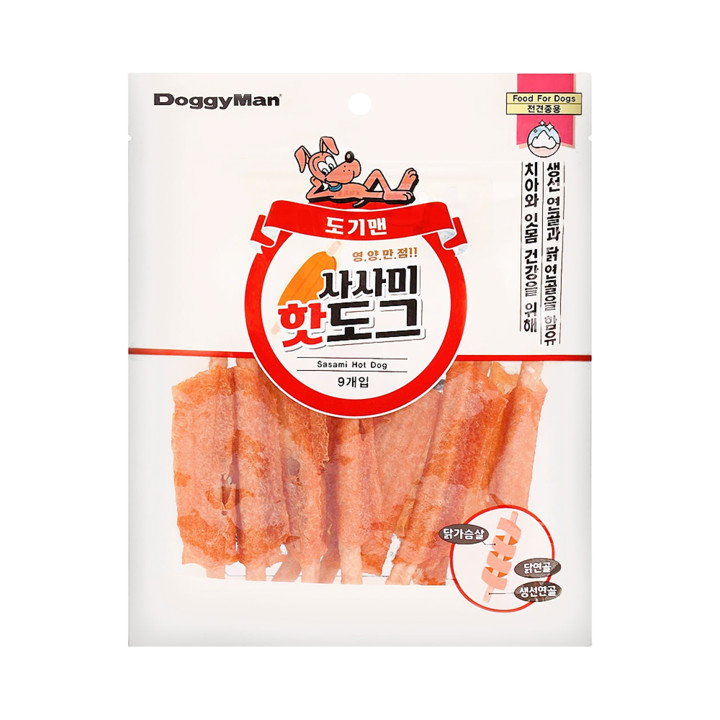 DoggyMan®
Food For Dogs
전견종용
생선 연골과 닭연골을 함유
치아와 잇몸 건강을 위해
도기맨
영.양.만.점!!
사사미
핫도그
Sasami Hot Dog
9개입
닭가슴살
닭연골
생선연골